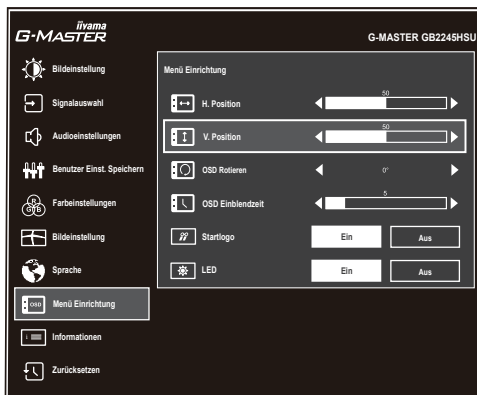 iiyama
G-MASTER
G-MASTER GB2245HSU
Bildeinstellung
Signalauswahl
Audioeinstellungen
Benutzer Einst. Speichern
R
G B
Farbeinstellungen
Bildeinstellung
Sprache
OSD
Menü Einrichtung
i
Informationen
Zurücksetzen
Menü Einrichtung
H. Position
50
V. Position
50
OSD Rotieren
0°
OSD Einblendzeit
5
Startlogo
Ein
Aus
LED
Ein
Aus